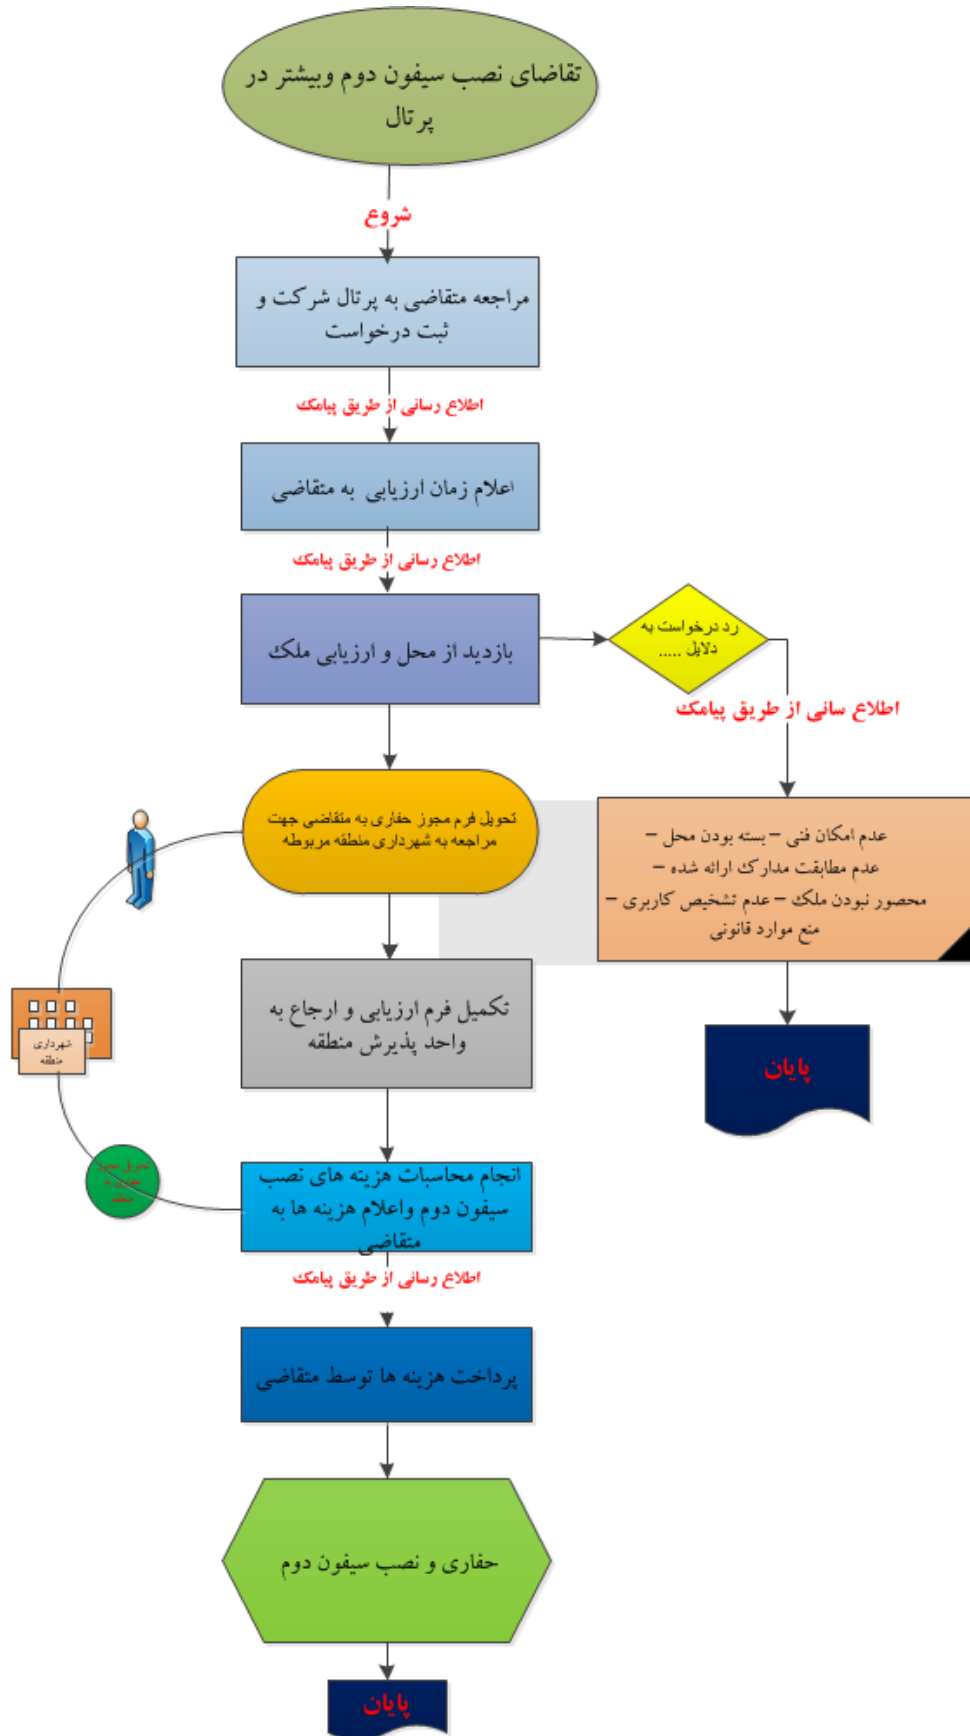 تقاضای نصب سیفون دوم وبیشتر در
پرتال
شروع
مراجعه متقاضی به پرتال شرکت و
ثبت درخواست
اطلاع رسانی از طریق پیامک
اعلام زمان ارزیابی به متقاضی
اطلاع رسانی از طریق پیامک
بازدید از محل و ارزیابی ملک
رد درخواست به
دلایل .....
اطلاع سانی از طریق پیامک
عدم امکان فنی – بسته بودن محل –
عدم مطابقت مدارک ارائه شده –
محصور نبودن ملک – عدم تشخیص کاربری –
منع موارد قانونی
پایان
تحویل فرم مجوز حفاری به متقاضی جهت
مراجعه به شهرداری منطقه مربوطه
شهرداری
منطقه
تحویل مجوز
حفاری به
منطقه
تکمیل فرم ارزیابی و ارجاع به
واحد پذیرش منطقه
انجام محاسبات هزینه های نصب
سیفون دوم واعلام هزینه ها به
متقاضی
اطلاع رسانی از طریق پیامک
پرداخت هزینه ها توسط متقاضی
حفاری و نصب سیفون دوم
پایان